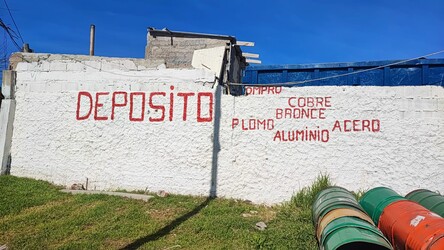 DEPOSiTO
COMPRO
COBRE
BRONCE
PLOMO ACERO
ALUMINIO